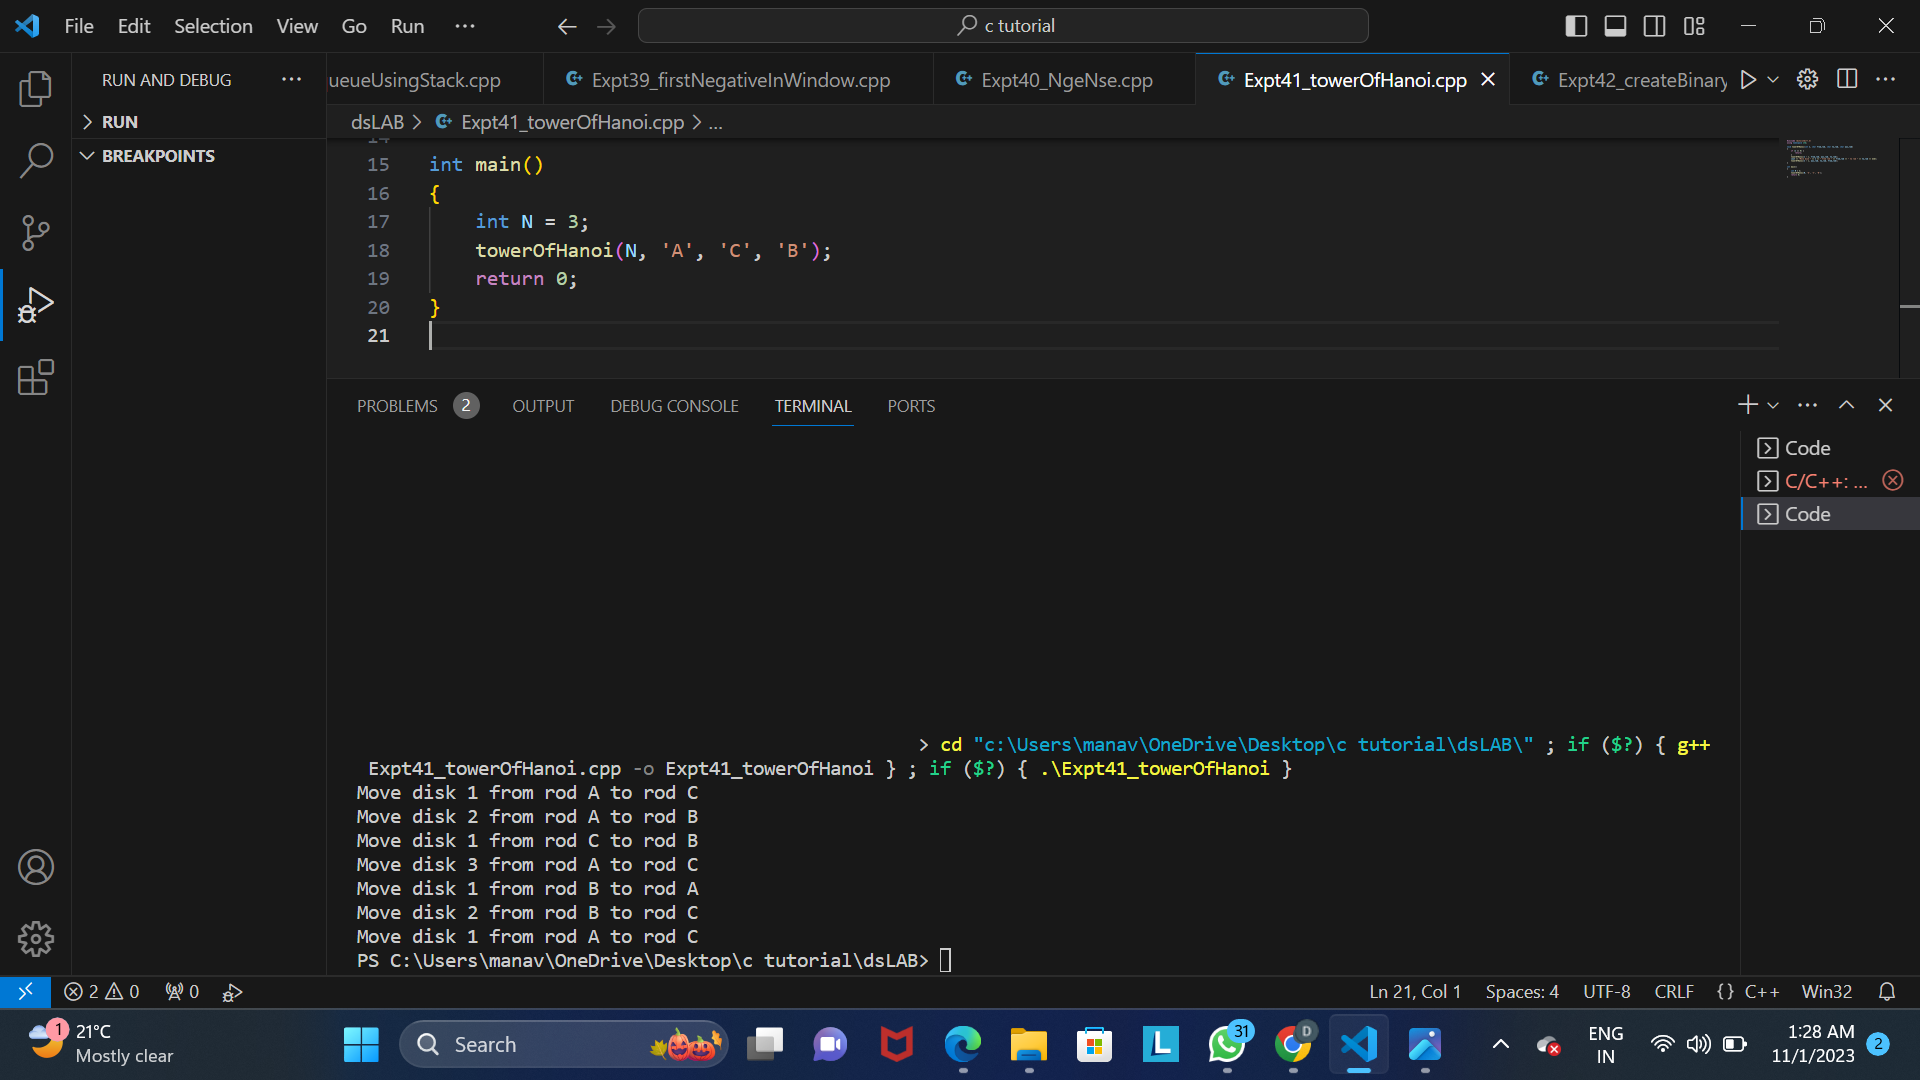 File Edit Selection View Go Run ··· c tutorial
RUN AND DEBUG ···
ueueUsingStack.cpp Expt39_firstNegativeInWindow.cpp Expt40_NgeNse.cpp Expt41_towerOfHanoi.cpp Expt42_createBinary
RUN
BREAKPOINTS
dsLAB > Expt41_towerOfHanoi.cpp > ...
14
15 int main()
16 {
17 int N = 3;
18 towerOfHanoi(N, 'A', 'C', 'B');
19 return 0;
20 }
21
PROBLEMS 2 OUTPUT DEBUG CONSOLE TERMINAL PORTS
Code
C/C++: ...
Code
> cd "c:\Users\manav\OneDrive\Desktop\c tutorial\dsLAB\" ; if ($?) { g++
Expt41_towerOfHanoi.cpp -o Expt41_towerOfHanoi } ; if ($?) { .\Expt41_towerOfHanoi }
Move disk 1 from rod A to rod C
Move disk 2 from rod A to rod B
Move disk 1 from rod C to rod B
Move disk 3 from rod A to rod C
Move disk 1 from rod B to rod A
Move disk 2 from rod B to rod C
Move disk 1 from rod A to rod C
PS C:\Users\manav\OneDrive\Desktop\c tutorial\dsLAB>
2 0 0 Ln 21, Col 1 Spaces: 4 UTF-8 CRLF {} C++ Win32
1 21°C
Mostly clear
Search
L
31
D
ENG
IN
1:28 AM
11/1/2023
2